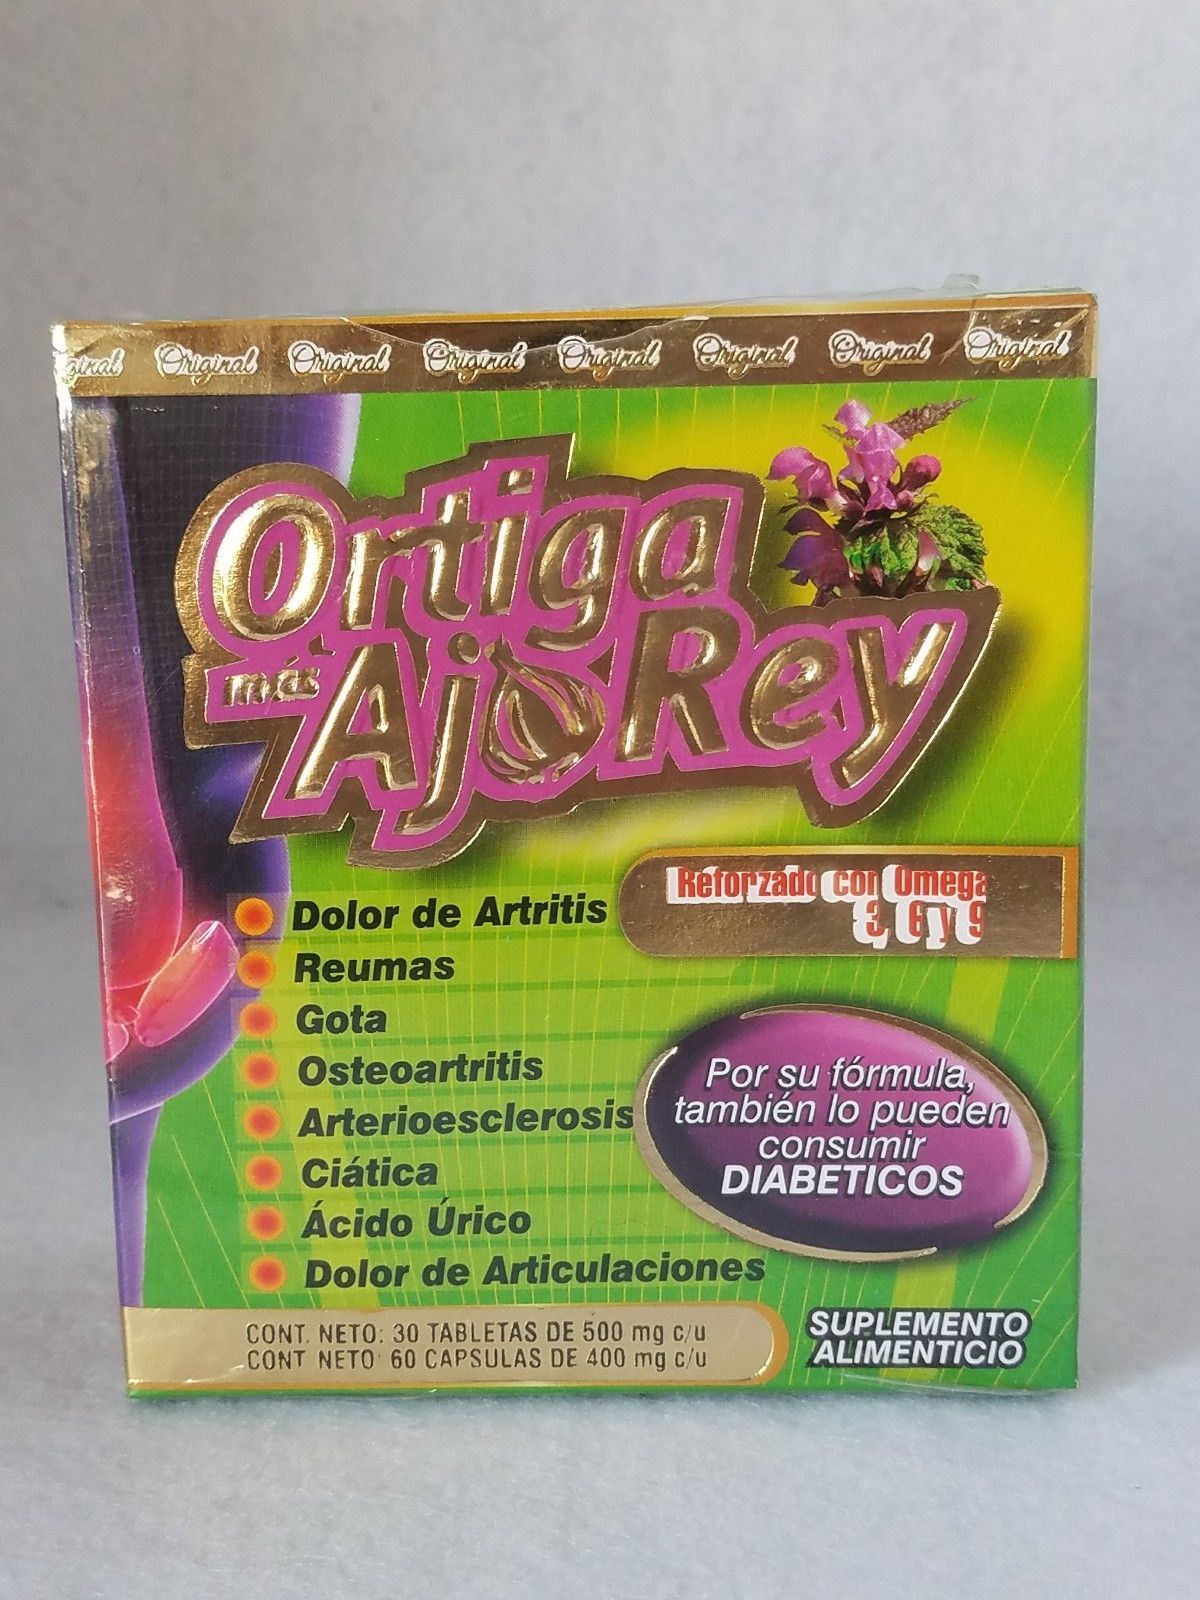 Original Original Original Original Original Original Original
Ortiga
más
Ajo Rey
Reforzado con Omega
3, 6 y 9
Dolor de Artritis
Reumas
Gota
Osteoartritis
Arterioesclerosis
Ciática
Ácido Úrico
Dolor de Articulaciones
Por su fórmula,
también lo pueden
consumir
DIABETICOS
CONT. NETO: 30 TABLETAS DE 500 mg c/u
CONT NETO: 60 CAPSULAS DE 400 mg c/u
SUPLEMENTO
ALIMENTICIO